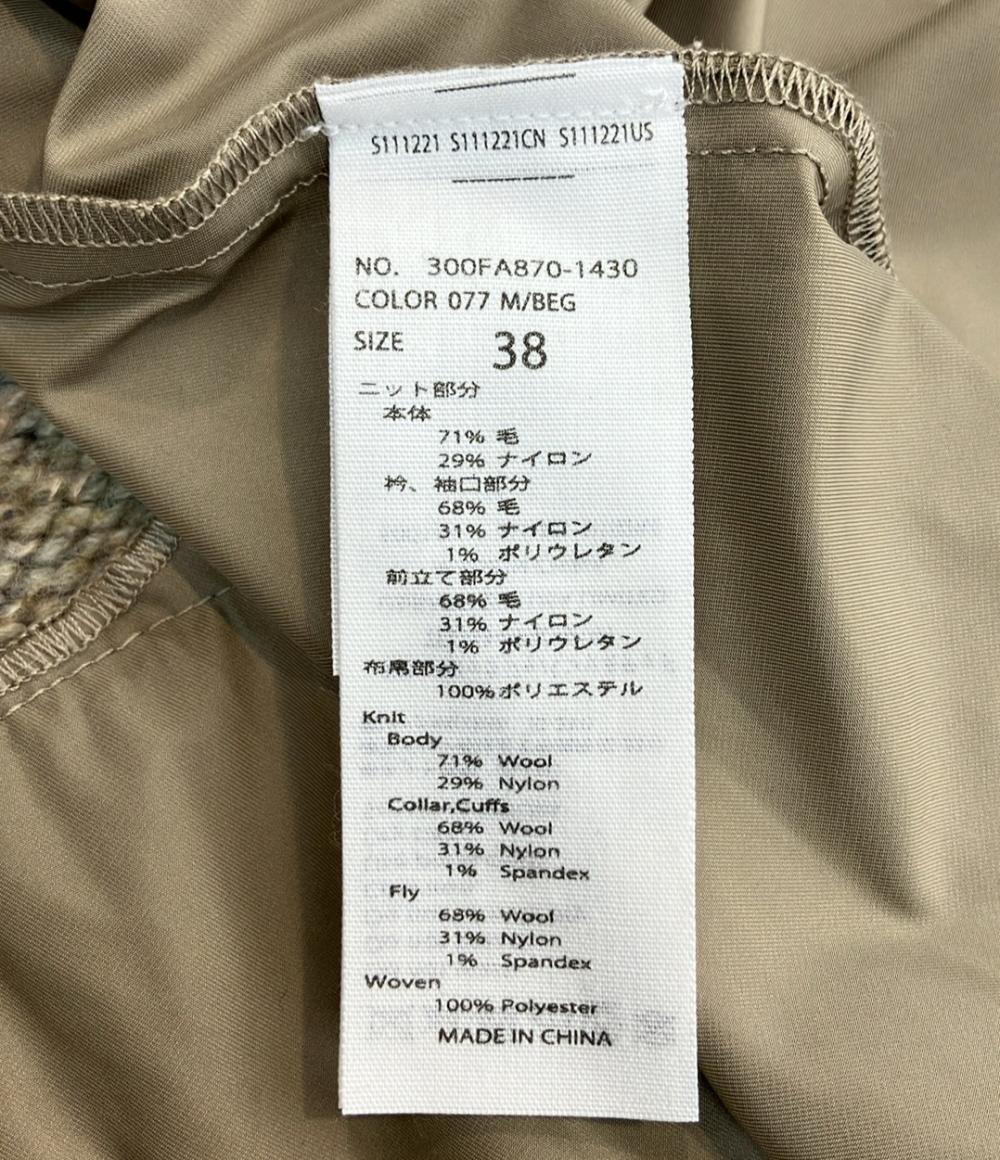 S111221 S111221CN S111221US
NO. 300FA870-1430
COLOR 077 M/BEG
SIZE 38
ニット部分
本体
71% 毛
29% ナイロン
衿、袖口部分
68% 毛
31% ナイロン
1% ポリウレタン
前立て部分
68% 毛
31% ナイロン
1% ポリウレタン
布帛部分
100% ポリエステル
Knit
Body
71% Wool
29% Nylon
Collar,Cuffs
68% Wool
31% Nylon
1% Spandex
Fly
68% Wool
31% Nylon
1% Spandex
Woven
100% Polyester
MADE IN CHINA